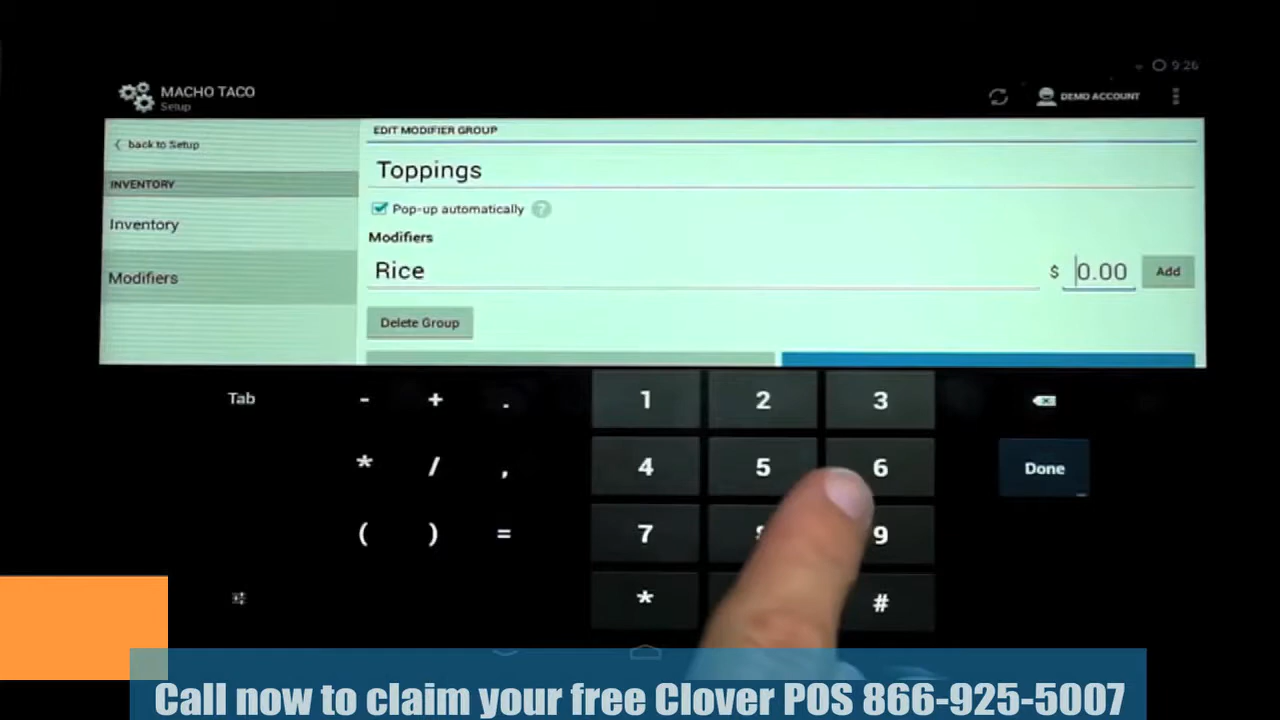 9:26
MACHO TACO
Setup
DEMO ACCOUNT
back to Setup
EDIT MODIFIER GROUP
INVENTORY
Toppings
Pop-up automatically ?
Inventory
Modifiers
Rice $ 0.00 Add
Modifiers
Delete Group
Tab - + . 1 2 3
* / , 4 5 6 Done
( ) = 7 9
* #
Call now to claim your free Clover POS 866-925-5007